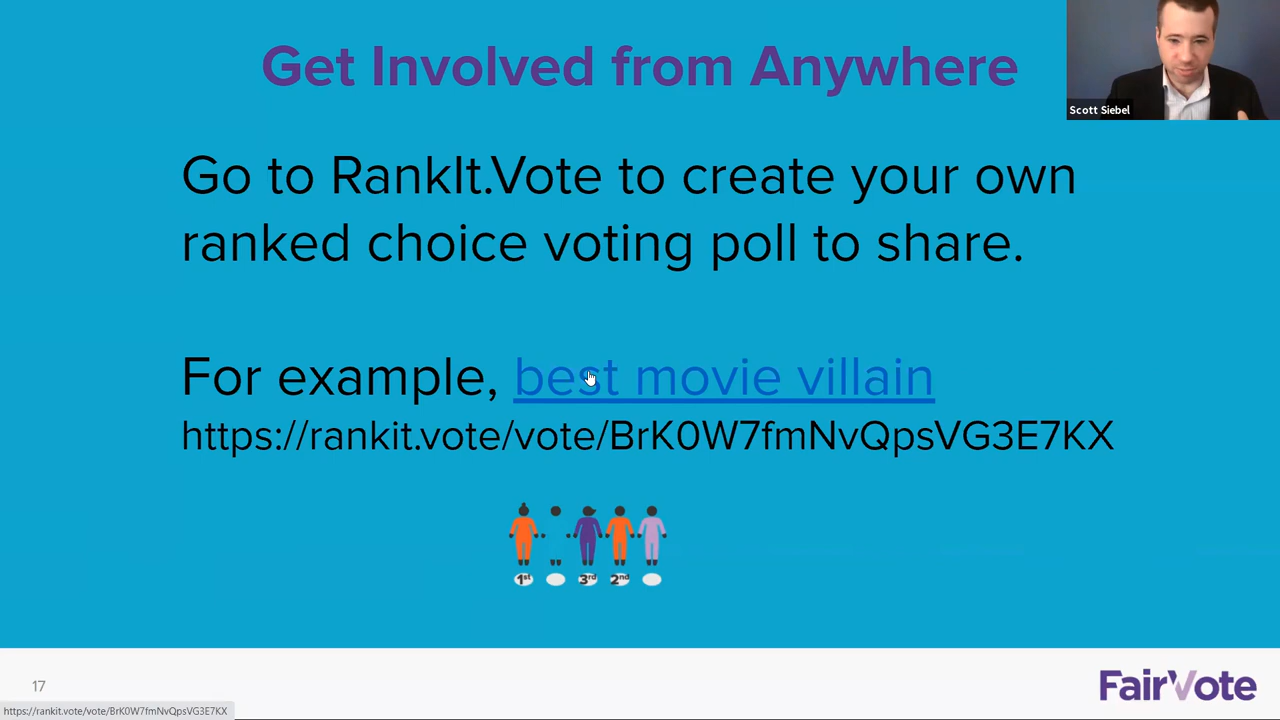 Get Involved from Anywhere
Scott Siebel
Go to RankIt.Vote to create your own
ranked choice voting poll to share.
For example, best movie villain
https://rankit.vote/vote/BrK0W7fmNvQpsVG3E7KX
1st 3rd 2nd
17
FairVote
https://rankit.vote/vote/BrK0W7fmNvQpsVG3E7KX